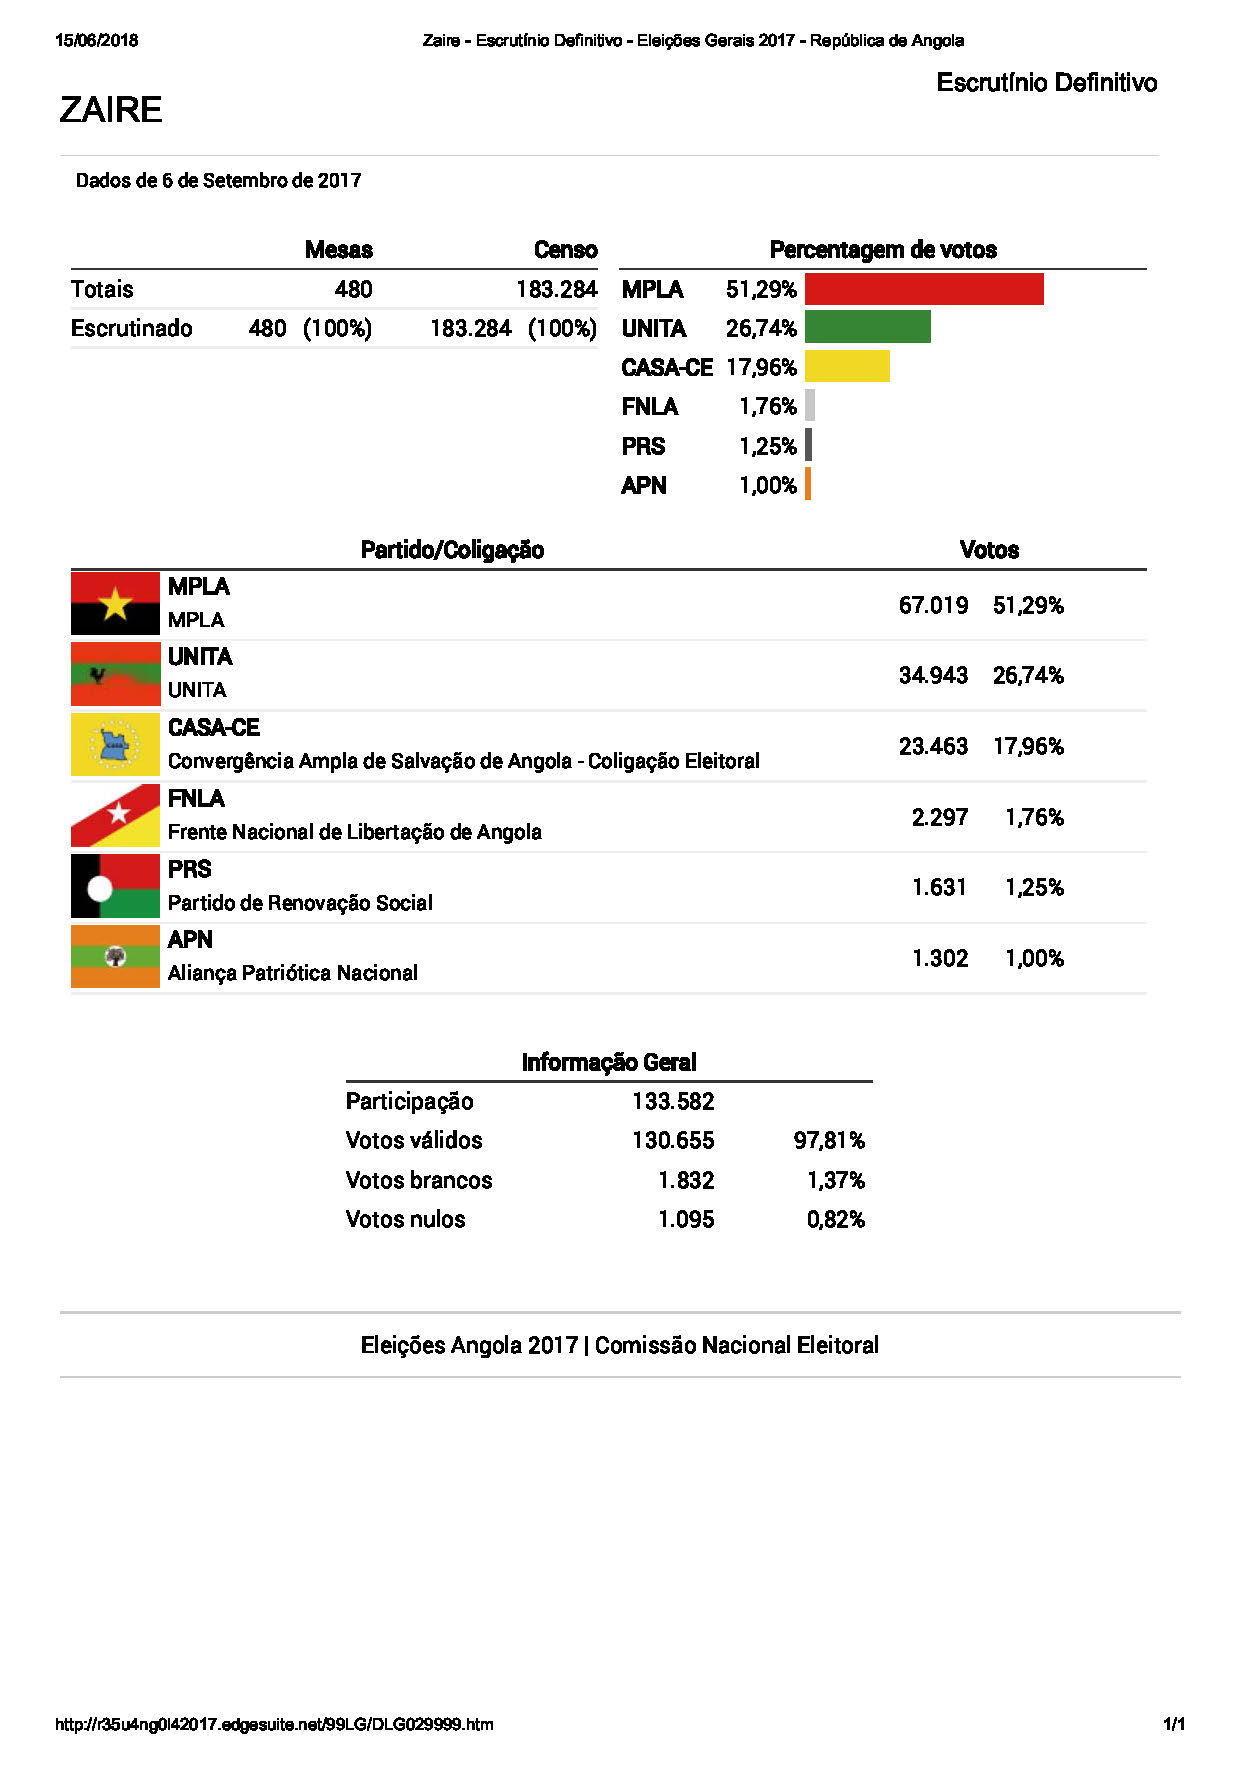 15/06/2018 Zaire - Escrutínio Definitivo - Eleições Gerais 2017 - República de Angola
Escrutínio Definitivo
ZAIRE
Dados de 6 de Setembro de 2017
Mesas Censo Percentagem de votos
Totais 480 183.284 MPLA 51,29%
Escrutinado 480 (100%) 183.284 (100%) UNITA 26,74%
CASA-CE 17,96%
FNLA 1,76%
PRS 1,25%
APN 1,00%
Partido/Coligação Votos
MPLA
MPLA
67.019 51,29%
UNITA
UNITA
34.943 26,74%
CASA-CE
Convergência Ampla de Salvação de Angola - Coligação Eleitoral
23.463 17,96%
FNLA
Frente Nacional de Libertação de Angola
2.297 1,76%
PRS
Partido de Renovação Social
1.631 1,25%
APN
Aliança Patriótica Nacional
1.302 1,00%
Informação Geral
Participação 133.582
Votos válidos 130.655 97,81%
Votos brancos 1.832 1,37%
Votos nulos 1.095 0,82%
Eleições Angola 2017 | Comissão Nacional Eleitoral
http://r35u4ng0l42017.edgesuite.net/99LG/DLG029999.htm 1/1